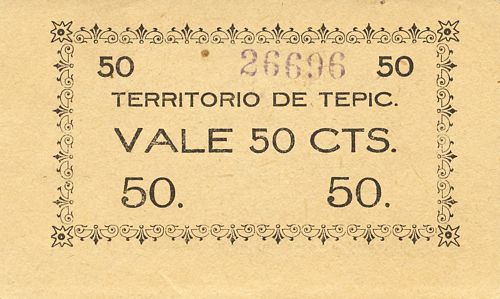 50 26696 50
TERRITORIO DE TEPIC.
VALE 50 CTS.
50. 50.